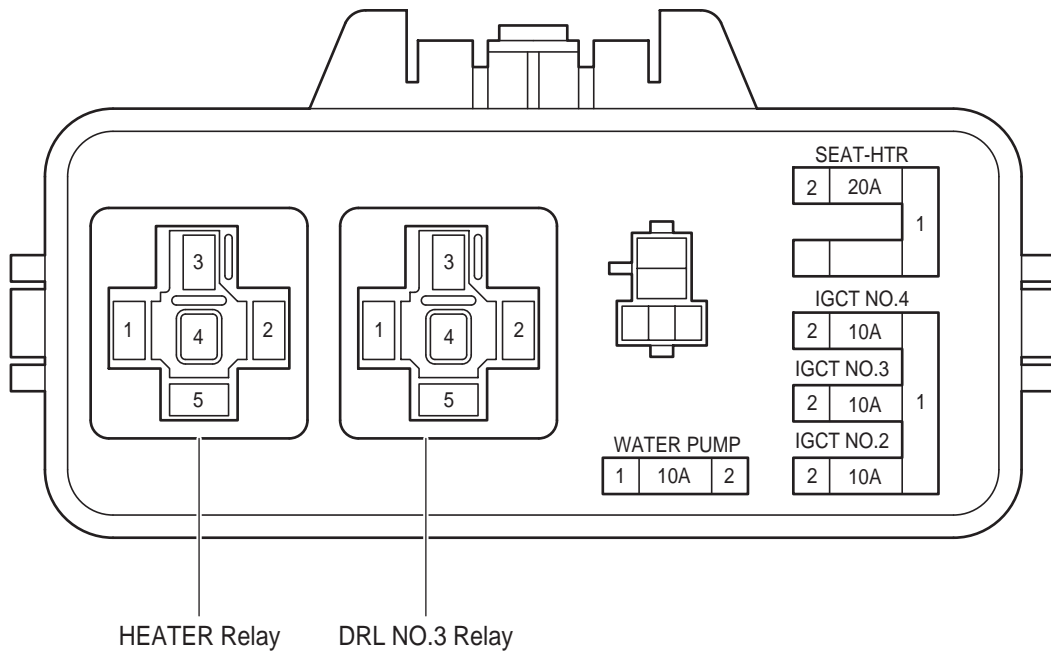 SEAT-HTR
2 20A
1
IGCT NO.4
2 10A
IGCT NO.3
2 10A 1
IGCT NO.2
2 10A
WATER PUMP
1 10A 2
3
1 4 2
5
3
1 4 2
5
HEATER Relay
DRL NO.3 Relay